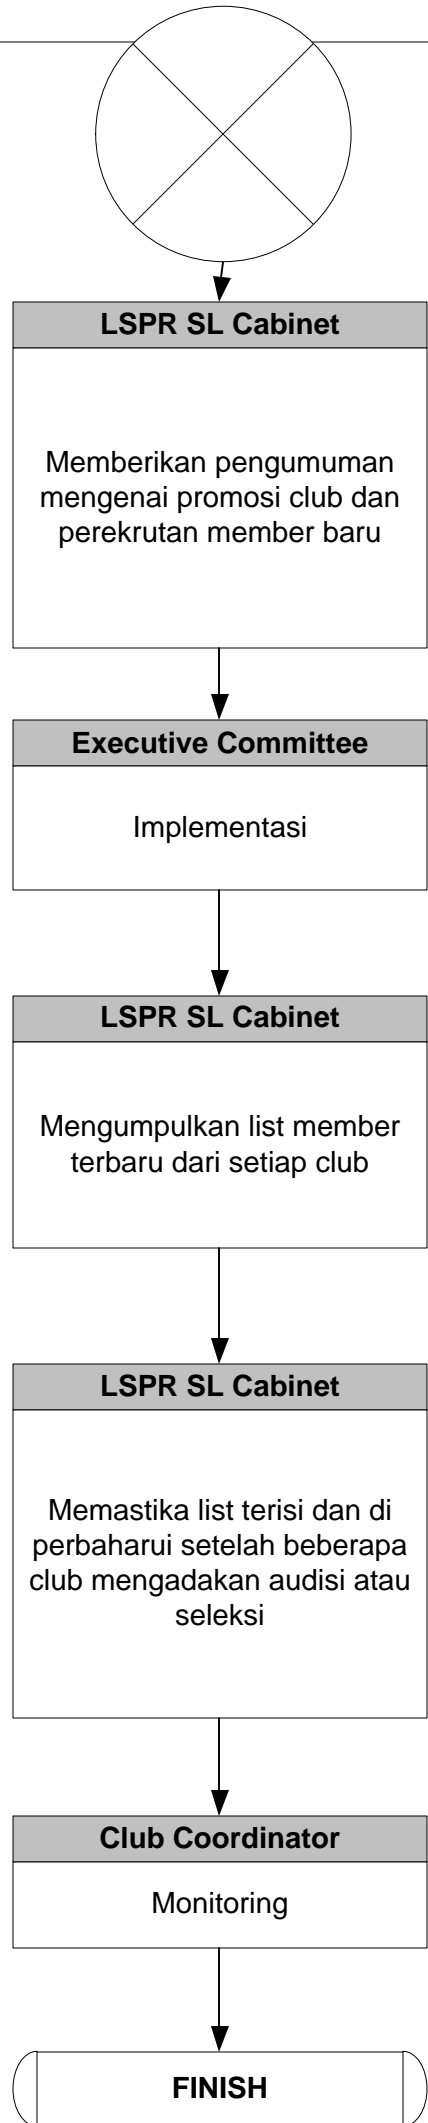 LSPR SL Cabinet
Memberikan pengumuman
mengenai promosi club dan
perekrutan member baru
Executive Committee
Implementasi
LSPR SL Cabinet
Mengumpulkan list member
terbaru dari setiap club
LSPR SL Cabinet
Memastika list terisi dan di
perbaharui setelah beberapa
club mengadakan audisi atau
seleksi
Club Coordinator
Monitoring
FINISH